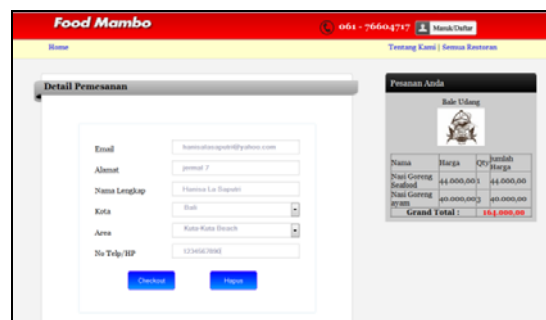 Food Mambo
061 - 76604717
Masuk/Daftar
Home
Tentang Kami | Semua Restoran
Detail Pemesanan
Email
hanisalasaputri@yahoo.com
Alamat
permai 7
Nama Lengkap
Hanisa La Saputri
Kota
Bali
Area
Kuta-Kuta Beach
No Telp/HP
1234567890
Checkout
Hapus
Pesanan Anda
Bale Udang
Nama Harga Qty Jumlah Harga
Nasi Goreng Seafood 44.000,00 1 44.000,00
Nasi Goreng ayam 40.000,00 3 40.000,00
Grand Total : 164.000,00